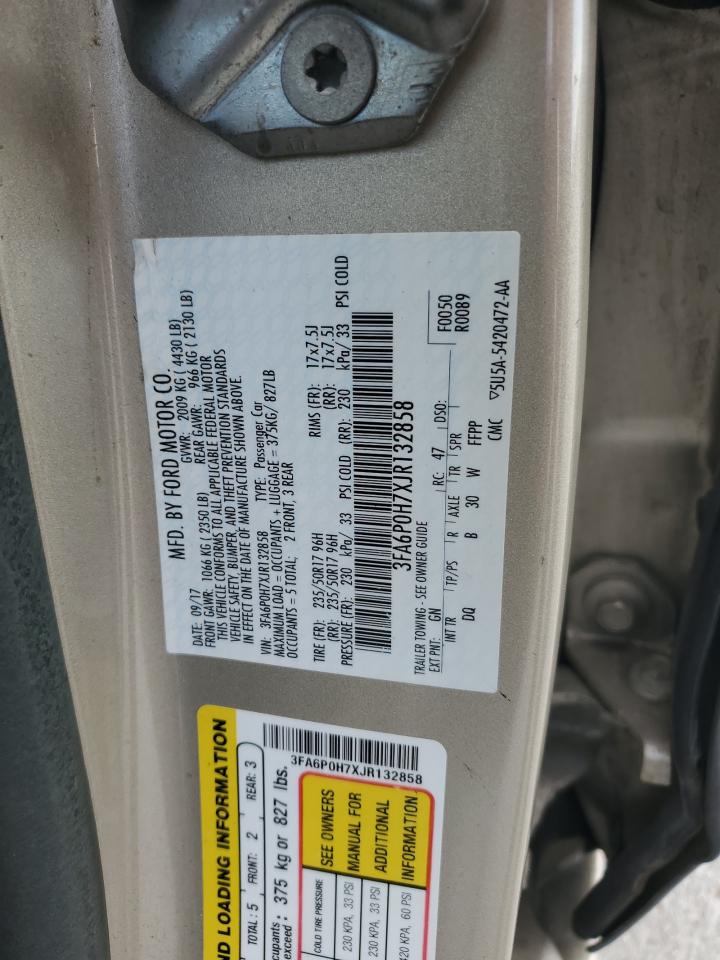 MFD. BY FORD MOTOR CO.
DATE: 09/17 GVWR: 2009 KG ( 4430 LB)
FRONT GAWR: 1066 KG ( 2350 LB) REAR GAWR: 966 KG ( 2130 LB)
THIS VEHICLE CONFORMS TO ALL APPLICABLE FEDERAL MOTOR
VEHICLE SAFETY, BUMPER, AND THEFT PREVENTION STANDARDS
IN EFFECT ON THE DATE OF MANUFACTURE SHOWN ABOVE.
VIN: 3FA6P0H7XJR132858 TYPE: Passenger Car
MAXIMUM LOAD = OCCUPANTS + LUGGAGE = 375KG/ 827LB
OCCUPANTS = 5 TOTAL; 2 FRONT, 3 REAR
TIRE (FR): 235/50R17 96H RIMS (FR): 17x7.5J
(RR): 235/50R17 96H (RR): 17x7.5J
PRESSURE (FR): 230 kPa/ 33 PSI COLD (RR): 230 kPa/ 33 PSI COLD
3FA6P0H7XJR132858
TRAILER TOWING - SEE OWNER GUIDE
F0050
R0089
EXT PNT: GN RC: 47 DSO:
INT TR TP/PS R AXLE TR SPR
DQ B 30 W FFPP
CMC ▽5U5A-5420472-AA
ND LOADING INFORMATION
TOTAL: 5 FRONT: 2 REAR: 3
cupants
exceed: 375 kg or 827 lbs.
3FA6P0H7XJR132858
COLD TIRE PRESSURE
230 KPA, 33 PSI
230 KPA, 33 PSI
420 KPA, 60 PSI
SEE OWNERS
MANUAL FOR
ADDITIONAL
INFORMATION